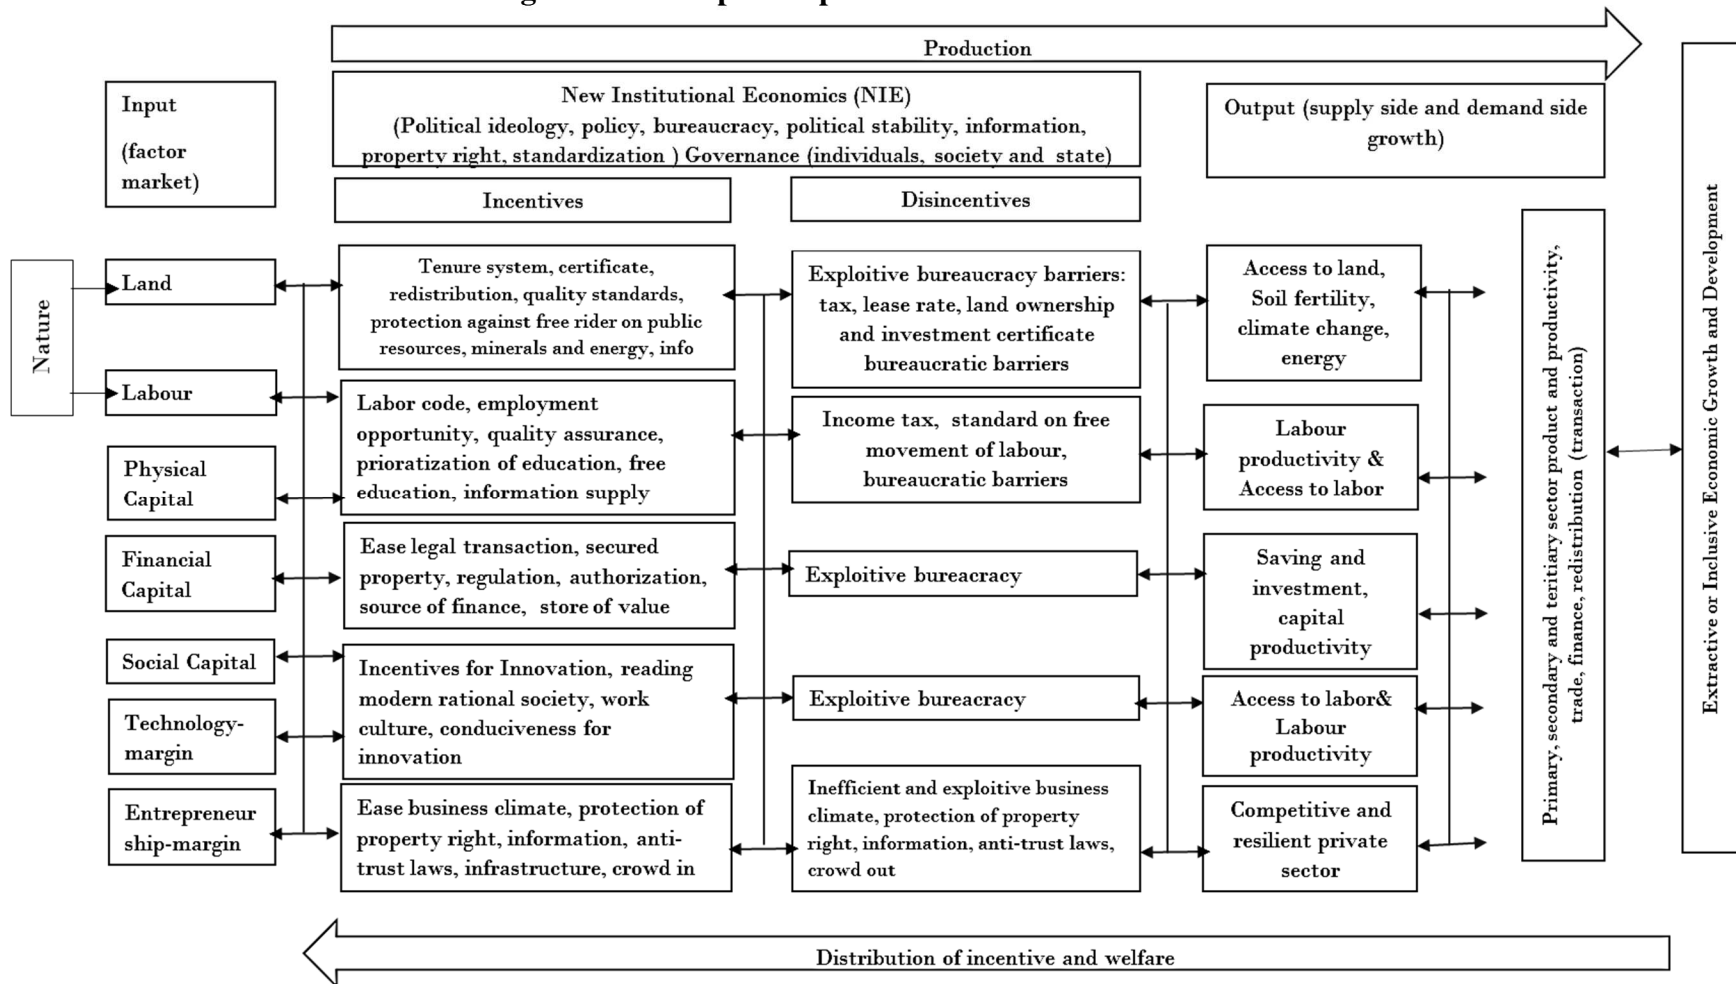 Production
Input
(factor
market)
New Institutional Economics (NIE)
(Political ideology, policy, bureaucracy, political stability, information,
property right, standardization ) Governance (individuals, society and state)
Output (supply side and demand side
growth)
Incentives
Disincentives
Nature
Land
Labour
Physical
Capital
Financial
Capital
Social Capital
Technology-
margin
Entrepreneur
ship-margin
Tenure system, certificate,
redistribution, quality standards,
protection against free rider on public
resources, minerals and energy, info
Labor code, employment
opportunity, quality assurance,
prioratization of education, free
education, information supply
Ease legal transaction, secured
property, regulation, authorization,
source of finance, store of value
Incentives for Innovation, reading
modern rational society, work
culture, conduciveness for
innovation
Ease business climate, protection of
property right, information, anti-
trust laws, infrastructure, crowd in
Exploitive bureaucracy barriers:
tax, lease rate, land ownership
and investment certificate
bureaucratic barriers
Income tax, standard on free
movement of labour,
bureaucratic barriers
Exploitive bureacracy
Exploitive bureacracy
Inefficient and exploitive business
climate, protection of property
right, information, anti-trust laws,
crowd out
Access to land,
Soil fertility,
climate change,
energy
Labour
productivity &
Access to labor
Saving and
investment,
capital
productivity
Access to labor&
Labour
productivity
Competitive and
resilient private
sector
Primary, secondary and tertiary sector product and productivity,
trade, finance, redistribution (transaction)
Extractive or Inclusive Economic Growth and Development
Distribution of incentive and welfare